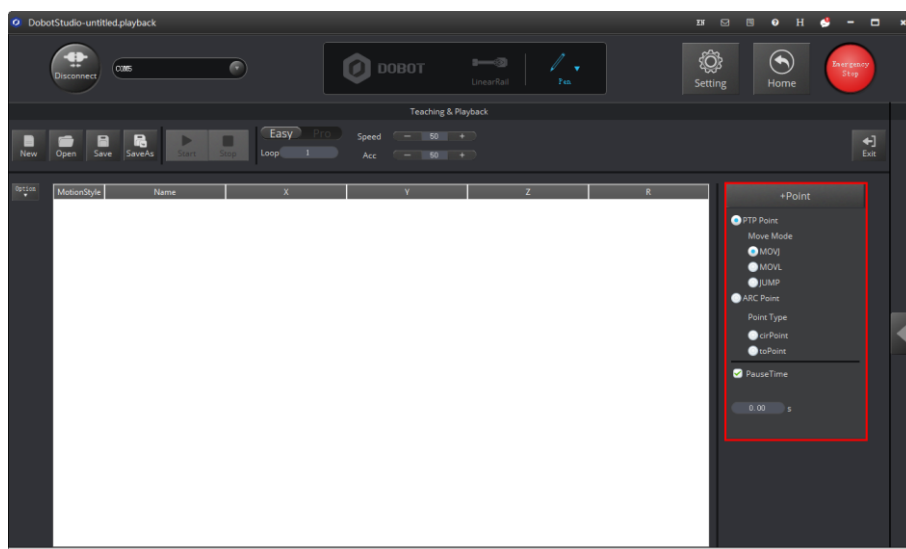 DobotStudio-untitled.playback
H
Disconnect
COM5
DOBOT
LinearRail
Pen
Setting
Home
Emergency
Stop
Teaching & Playback
New
Open
Save
SaveAs
Start
Stop
Easy
Pro
Loop
1
Speed
50
Acc
50
Exit
Option
MotionStyle Name X Y Z R
+Point
PTP Point
Move Mode
MOVJ
MOVL
JUMP
ARC Point
Point Type
cirPoint
toPoint
PauseTime
0.00 s